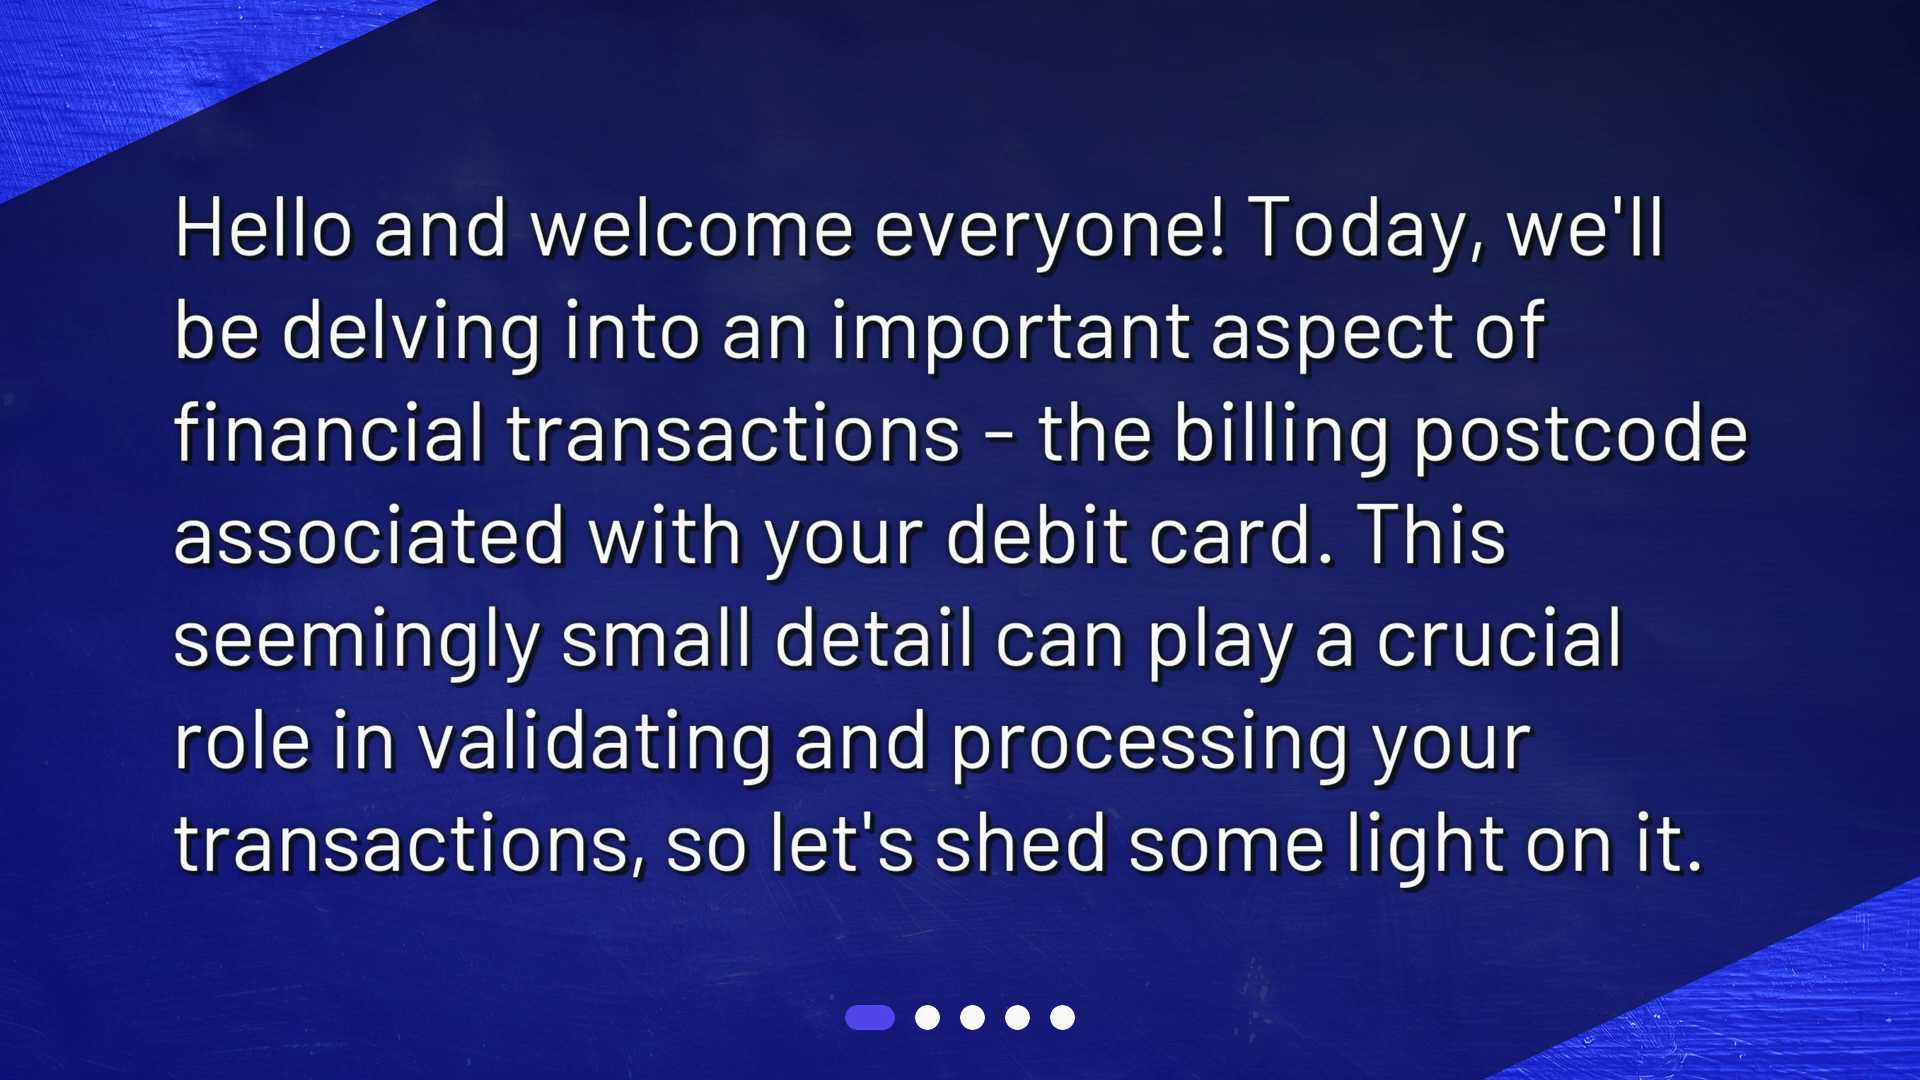 Hello and welcome everyone! Today, we'll
be delving into an important aspect of
financial transactions - the billing postcode
associated with your debit card. This
seemingly small detail can play a crucial
role in validating and processing your
transactions, so let's shed some light on it.